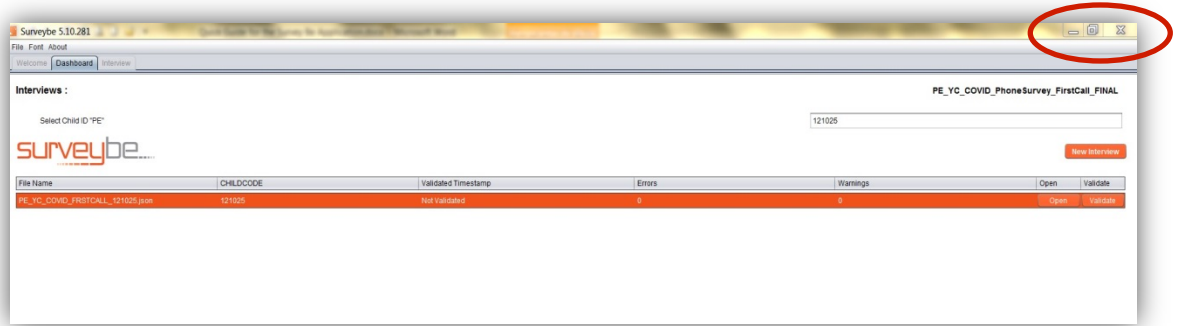 Surveybe 5.10.281
File Font About
Welcome Dashboard Interview
Interviews : PE_YC_COVID_PhoneSurvey_FirstCall_FINAL
Select Child ID "PE" 121025
surveybe....
New Interview
File Name CHILDCODE Validated Timestamp Errors Warnings Open Validate
PE_YC_COVID_FRSTCALL_121025.json 121025 Not Validated 0 0 Open Validate